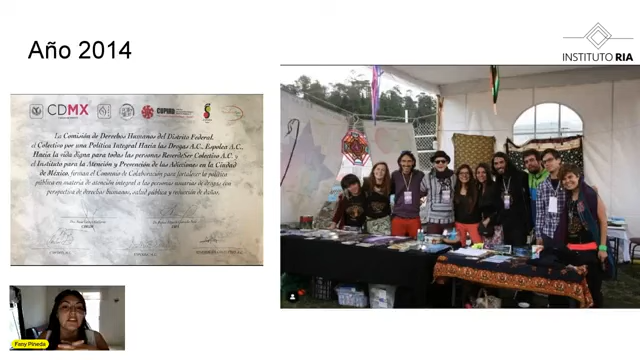 Año 2014
INSTITUTO RIA
CDMX
COPRED
La Comisión de Derechos Humanos del Distrito Federal,
el Colectivo por una Política Integral Hacia las Drogas A.C., Espolea A.C.,
Hacia la vida digna para todas las personas ReverdeSer Colectivo A.C. y
el Instituto para la Atención y Prevención de las Adicciones en la Ciudad
de México, firman el Convenio de Colaboración para fortalecer la política
pública en materia de atención integral a las personas usuarias de drogas con
perspectiva de derechos humanos, salud pública y reducción de daños.
Fany Pineda